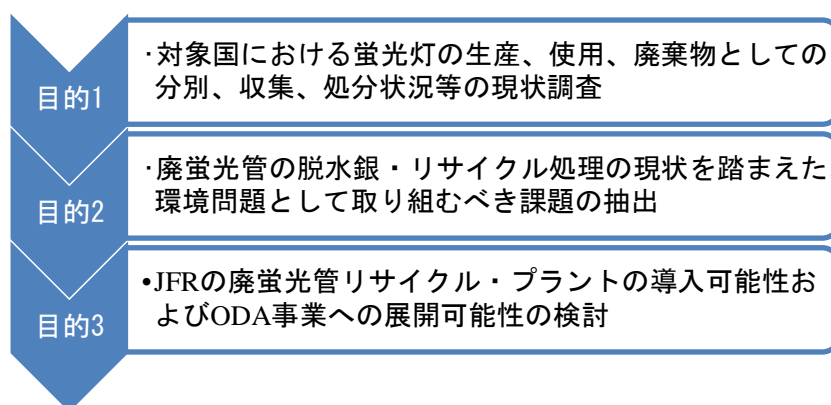 目的1
･対象国における蛍光灯の生産、使用、廃棄物としての
分別、収集、処分状況等の現状調査
目的2
･廃蛍光管の脱水銀・リサイクル処理の現状を踏まえた
環境問題として取り組むべき課題の抽出
目的3
•JFRの廃蛍光管リサイクル・プラントの導入可能性お
よびODA事業への展開可能性の検討